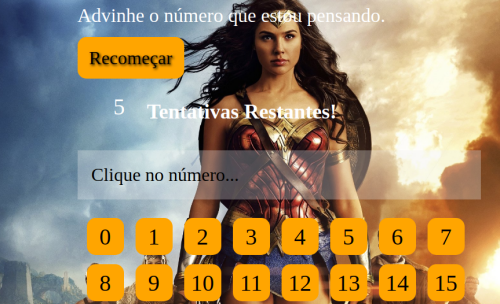 Advinhe o número que estou pensando.
Recomeçar
5 Tentativas Restantes!
Clique no número...
0 1 2 3 4 5 6 7
8 9 10 11 12 13 14 15